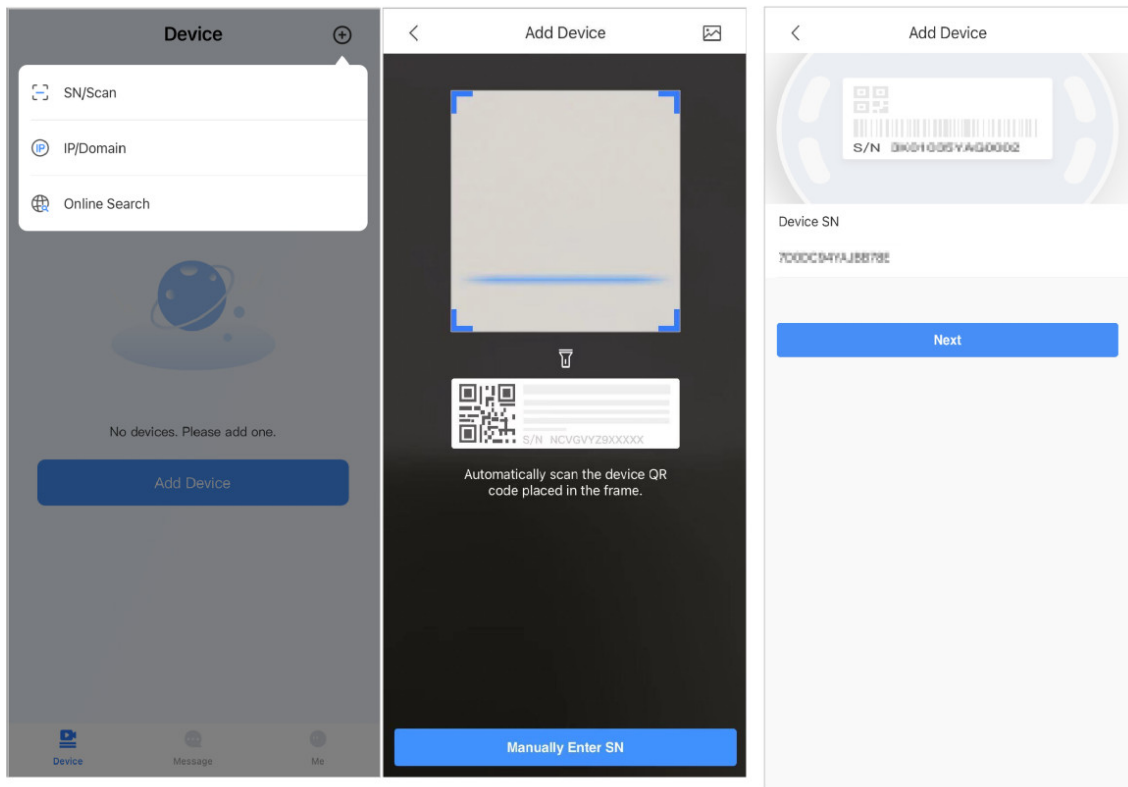 Device
SN/Scan
IP/Domain
Online Search
No devices. Please add one.
Add Device
Device
Message
Me
Add Device
S/N NCVGVYZ9XXXXX
Automatically scan the device QR
code placed in the frame.
Manually Enter SN
Add Device
S/N
Device SN
Next